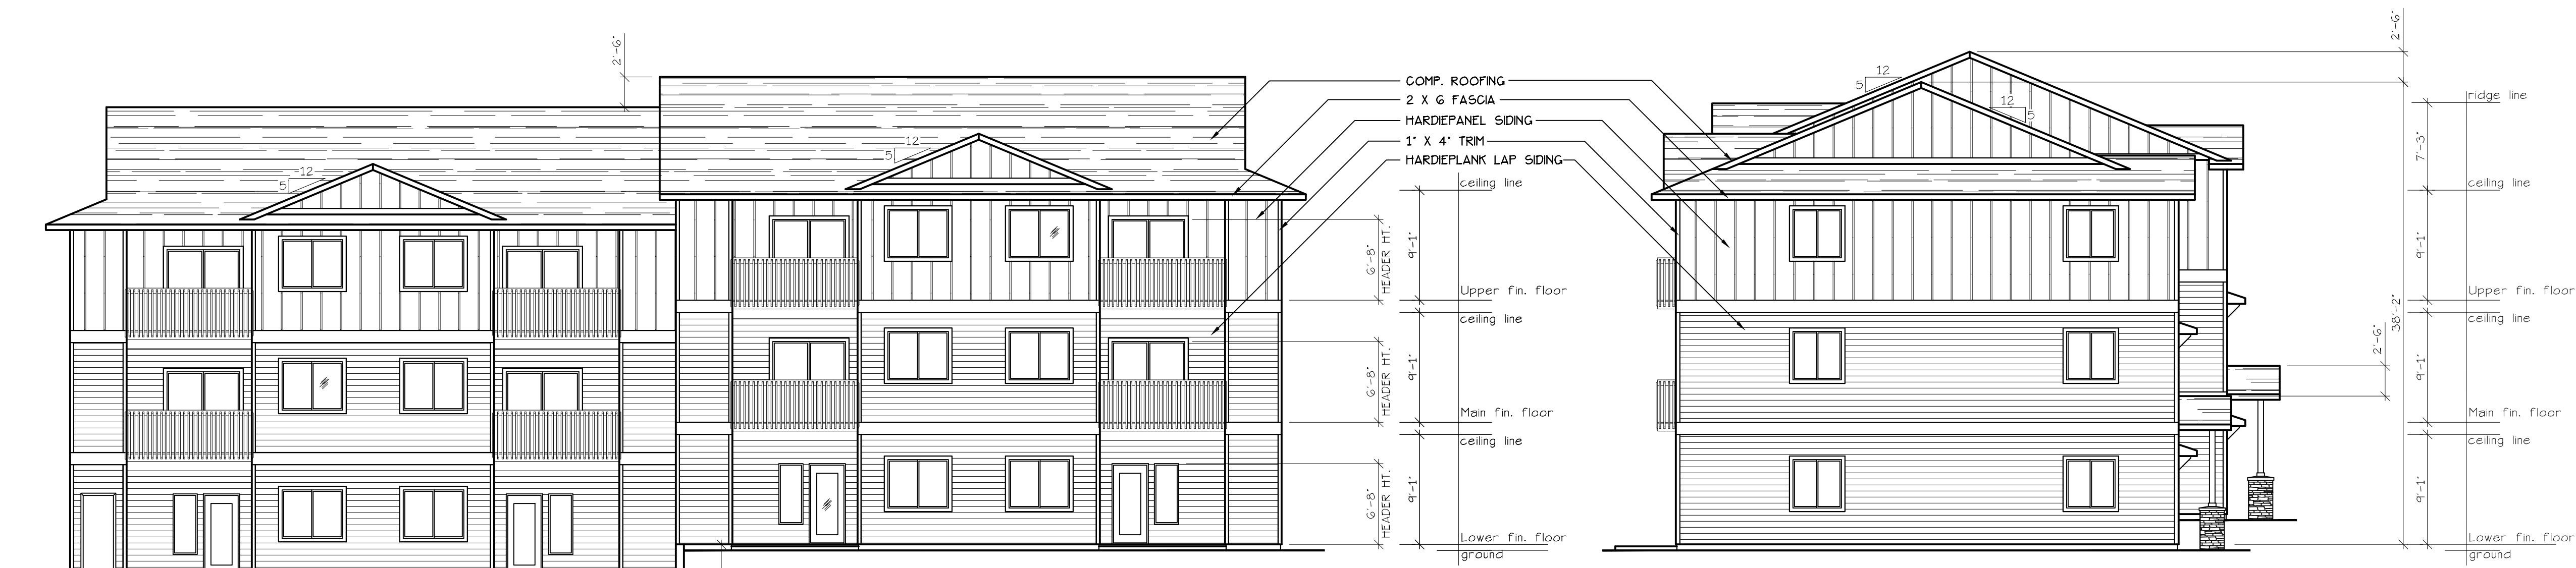 2'-6"
12
5
12
5
COMP. ROOFING
2 X 6 FASCIA
HARDIEPANEL SIDING
1" X 4" TRIM
HARDIEPLANK LAP SIDING
6'-8"
HEADER HT.
6'-8"
HEADER HT.
6'-8"
HEADER HT.
9'-1"
9'-1"
9'-1"
ceiling line
Upper fin. floor
ceiling line
Main fin. floor
ceiling line
Lower fin. floor
ground
12
5
12
5
2'-6"
38'-2"
2'-6"
7'-3"
9'-1"
9'-1"
9'-1"
ridge line
ceiling line
Upper fin. floor
ceiling line
Main fin. floor
ceiling line
Lower fin. floor
ground